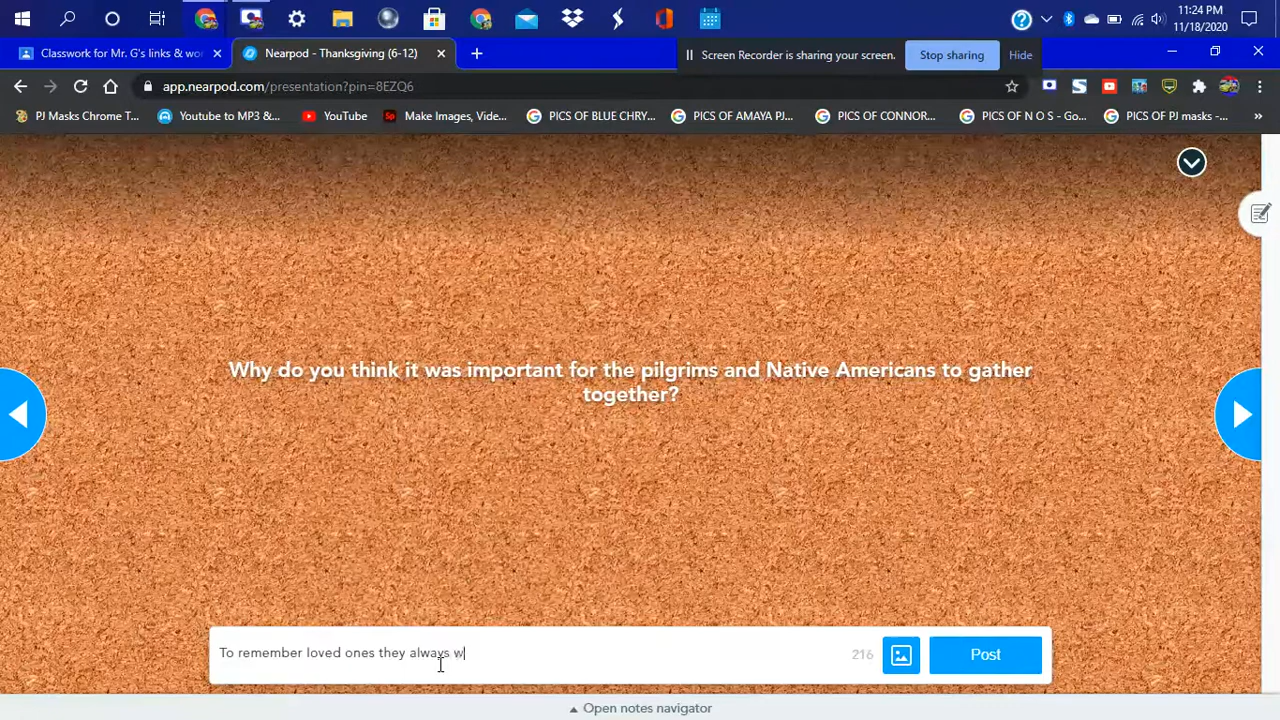 11:24 PM
11/18/2020
Classwork for Mr. G's links & wor
Nearpod - Thanksgiving (6-12)
Screen Recorder is sharing your screen.
Stop sharing
Hide
app.nearpod.com/presentation?pin=8EZQ6
PJ Masks Chrome T...
Youtube to MP3 &...
YouTube
Sp
Make Images, Vide...
PICS OF BLUE CHRY...
PICS OF AMAYA PJ...
PICS OF CONNOR...
PICS OF N O S - Go...
PICS OF PJ masks -...
»
Why do you think it was important for the pilgrims and Native Americans to gather
together?
To remember loved ones they always w
216
Post
Open notes navigator